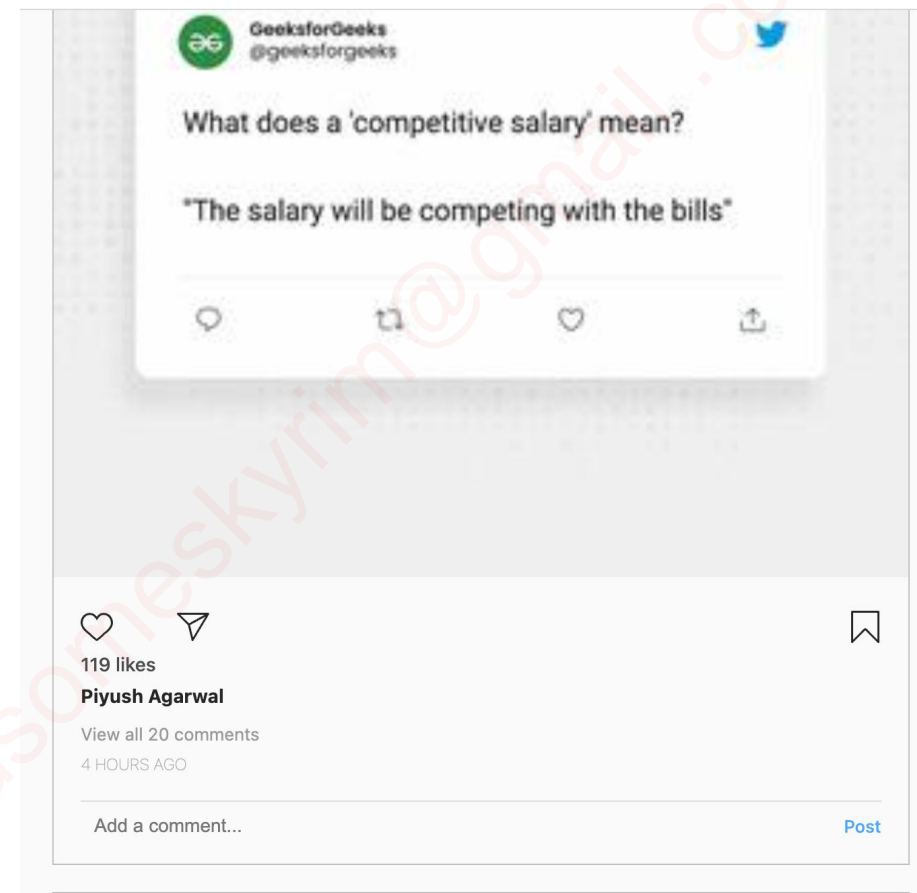 GeeksforGeeks
@geeksforgeeks
What does a 'competitive salary' mean?
"The salary will be competing with the bills"
119 likes
Piyush Agarwal
View all 20 comments
4 HOURS AGO
Add a comment...
Post